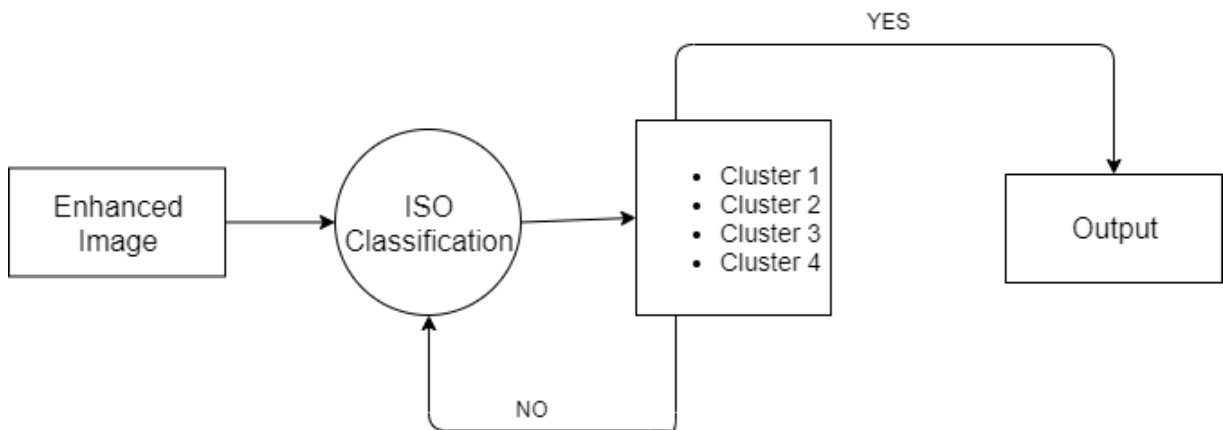 YES
Enhanced
Image
ISO
Classification
• Cluster 1
• Cluster 2
• Cluster 3
• Cluster 4
Output
NO